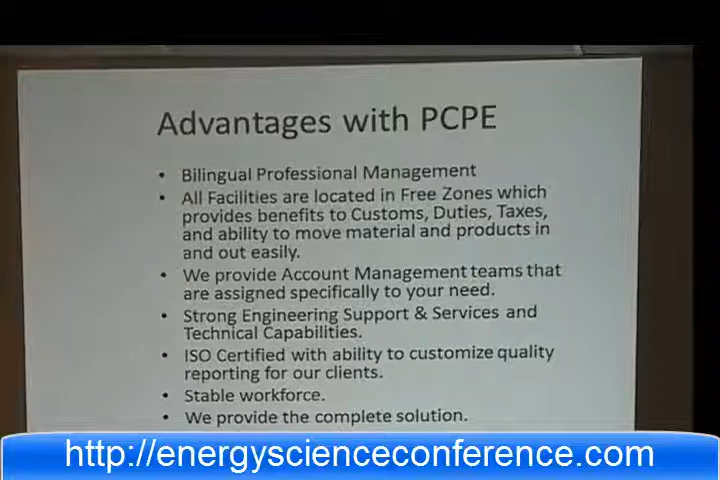 Advantages with PCPE
• Bilingual Professional Management
• All Facilities are located in Free Zones which
provides benefits to Customs, Duties, Taxes,
and ability to move material and products in
and out easily.
• We provide Account Management teams that
are assigned specifically to your need.
• Strong Engineering Support & Services and
Technical Capabilities.
• ISO Certified with ability to customize quality
reporting for our clients.
• Stable workforce.
• We provide the complete solution.
http://energyscienceconference.com